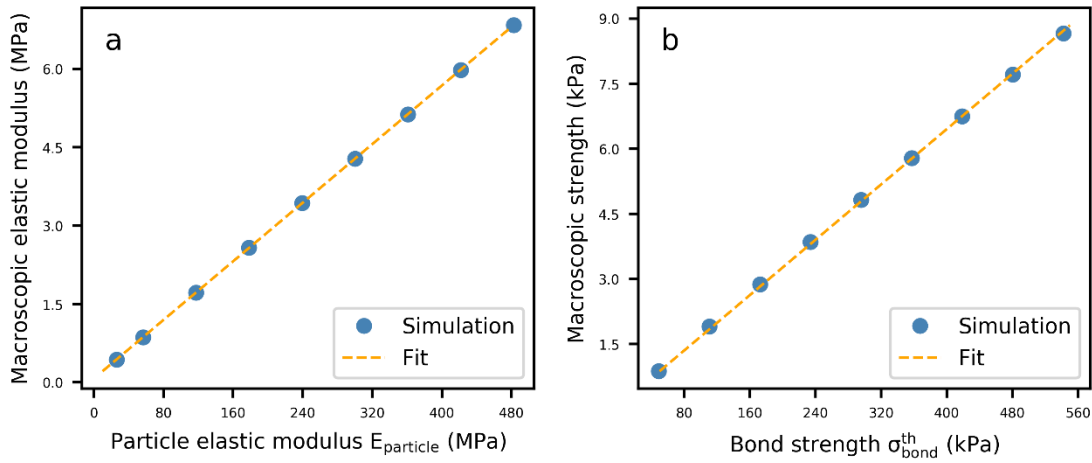 a
Macroscopic elastic modulus (MPa)
6.0
4.5
3.0
1.5
0.0
0 80 160 240 320 400 480
Particle elastic modulus E_particle (MPa)
Simulation
Fit
b
Macroscopic strength (kPa)
9.0
7.5
6.0
4.5
3.0
1.5
80 160 240 320 400 480 560
Bond strength σ_bond^th (kPa)
Simulation
Fit